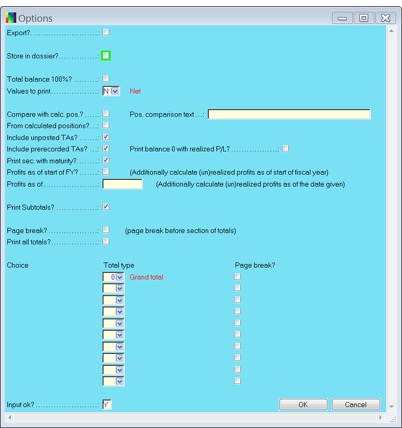 Options
Export?..........................:
Store in dossier?...............:
Total balance 100%? .........:
Values to print..................: N Net
Compare with calc. pos.? .....: Pos. comparison text ....:
From calculated positions? ....:
Include unposted TAs? ........:
Include prerecorded TAs? ....: Print balance 0 with realized P/L? ..................:
Print sec. with maturity? .......:
Profits as of start of FY? .......: (Additionally calculate (un)realized profits as of start of fiscal year)
Profits as of .....................: (Additionally calculate (un)realized profits as of the date given)
Print Subtotals? .................:
Page break? .....................: (page break before section of totals)
Print all totals? ..................:
Choice Total type Page break?
0 Grand total
Input ok? .........................: Y OK Cancel